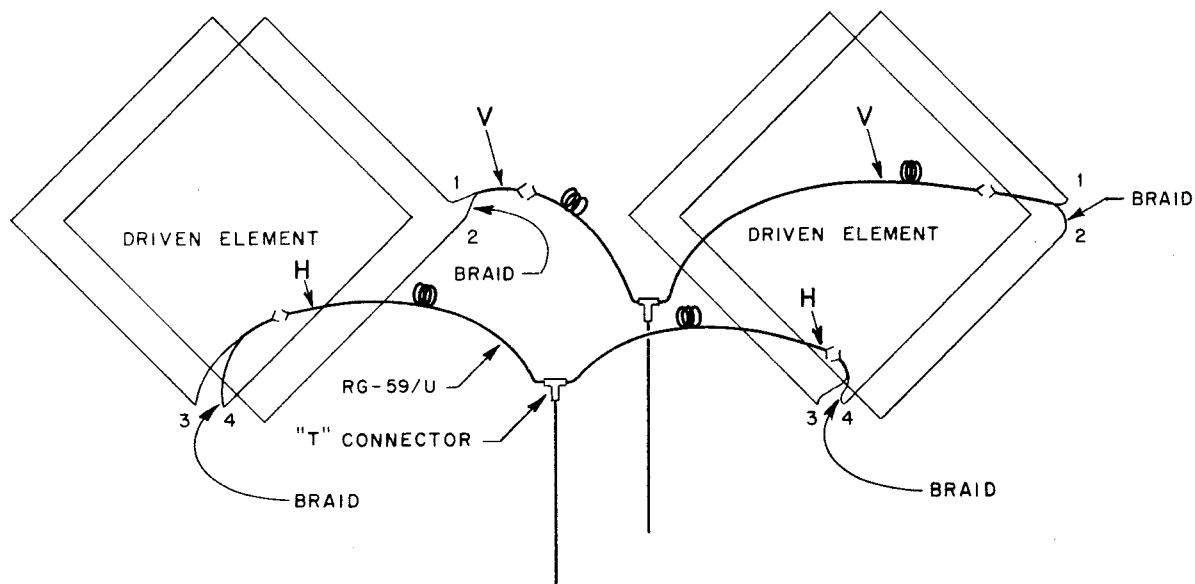 V
V
1
1
BRAID
2
2
DRIVEN ELEMENT
DRIVEN ELEMENT
H
BRAID
H
RG-59/U
3
4
3
4
"T" CONNECTOR
BRAID
BRAID